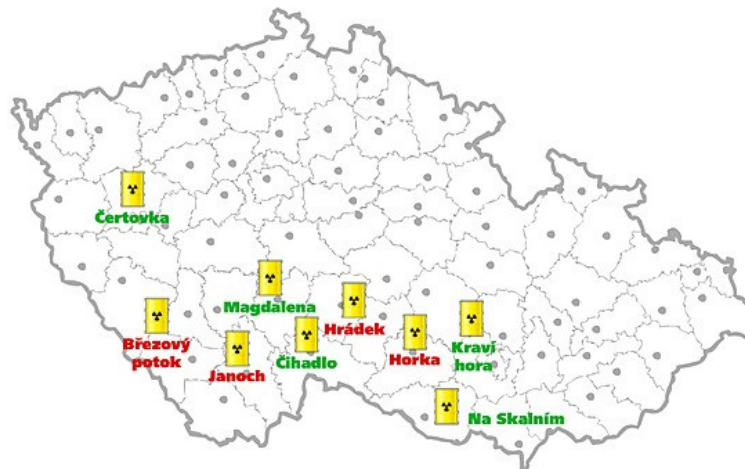 Čertovka
Magdalena
Hrádek
Březový
potok
Janoch
Čihadlo
Horka
Kraví
hora
Na Skalním